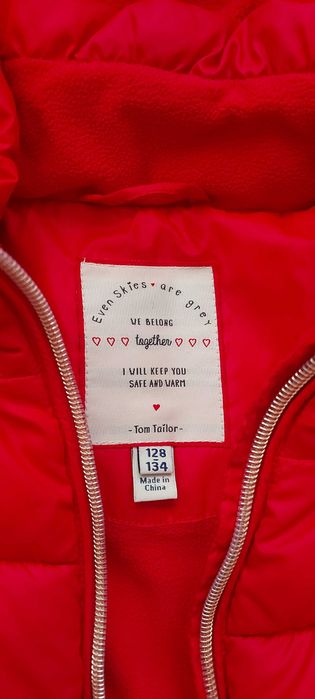 Even Skies ♥ are grey
WE BELONG
♡ ♡ ♡ together ♡ ♡ ♡
I WILL KEEP YOU
SAFE AND WARM
♥
- Tom Tailor -
128
134
Made in
China